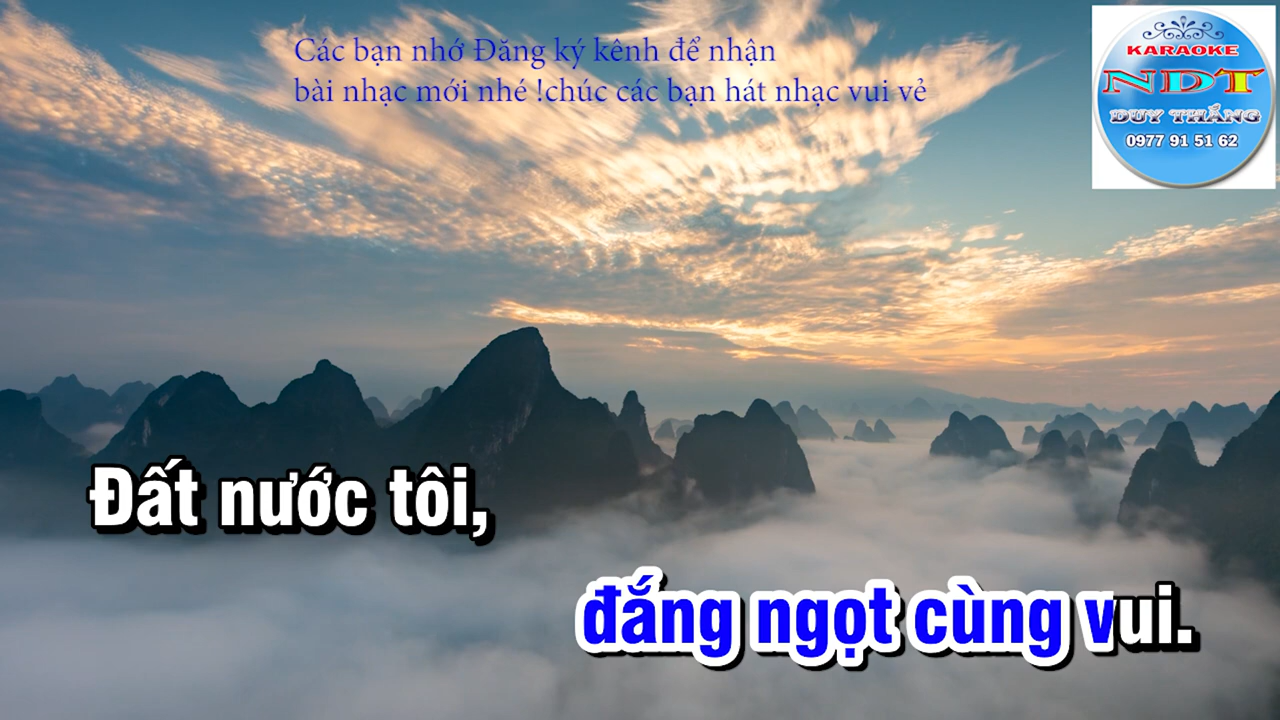 Các bạn nhớ Đăng ký kênh để nhận
bài nhạc mới nhé !chúc các bạn hát nhạc vui vẻ
KARAOKE
NDT
DUY THẮNG
0977 91 51 62
Đất nước tôi,
đắng ngọt cùng vui.